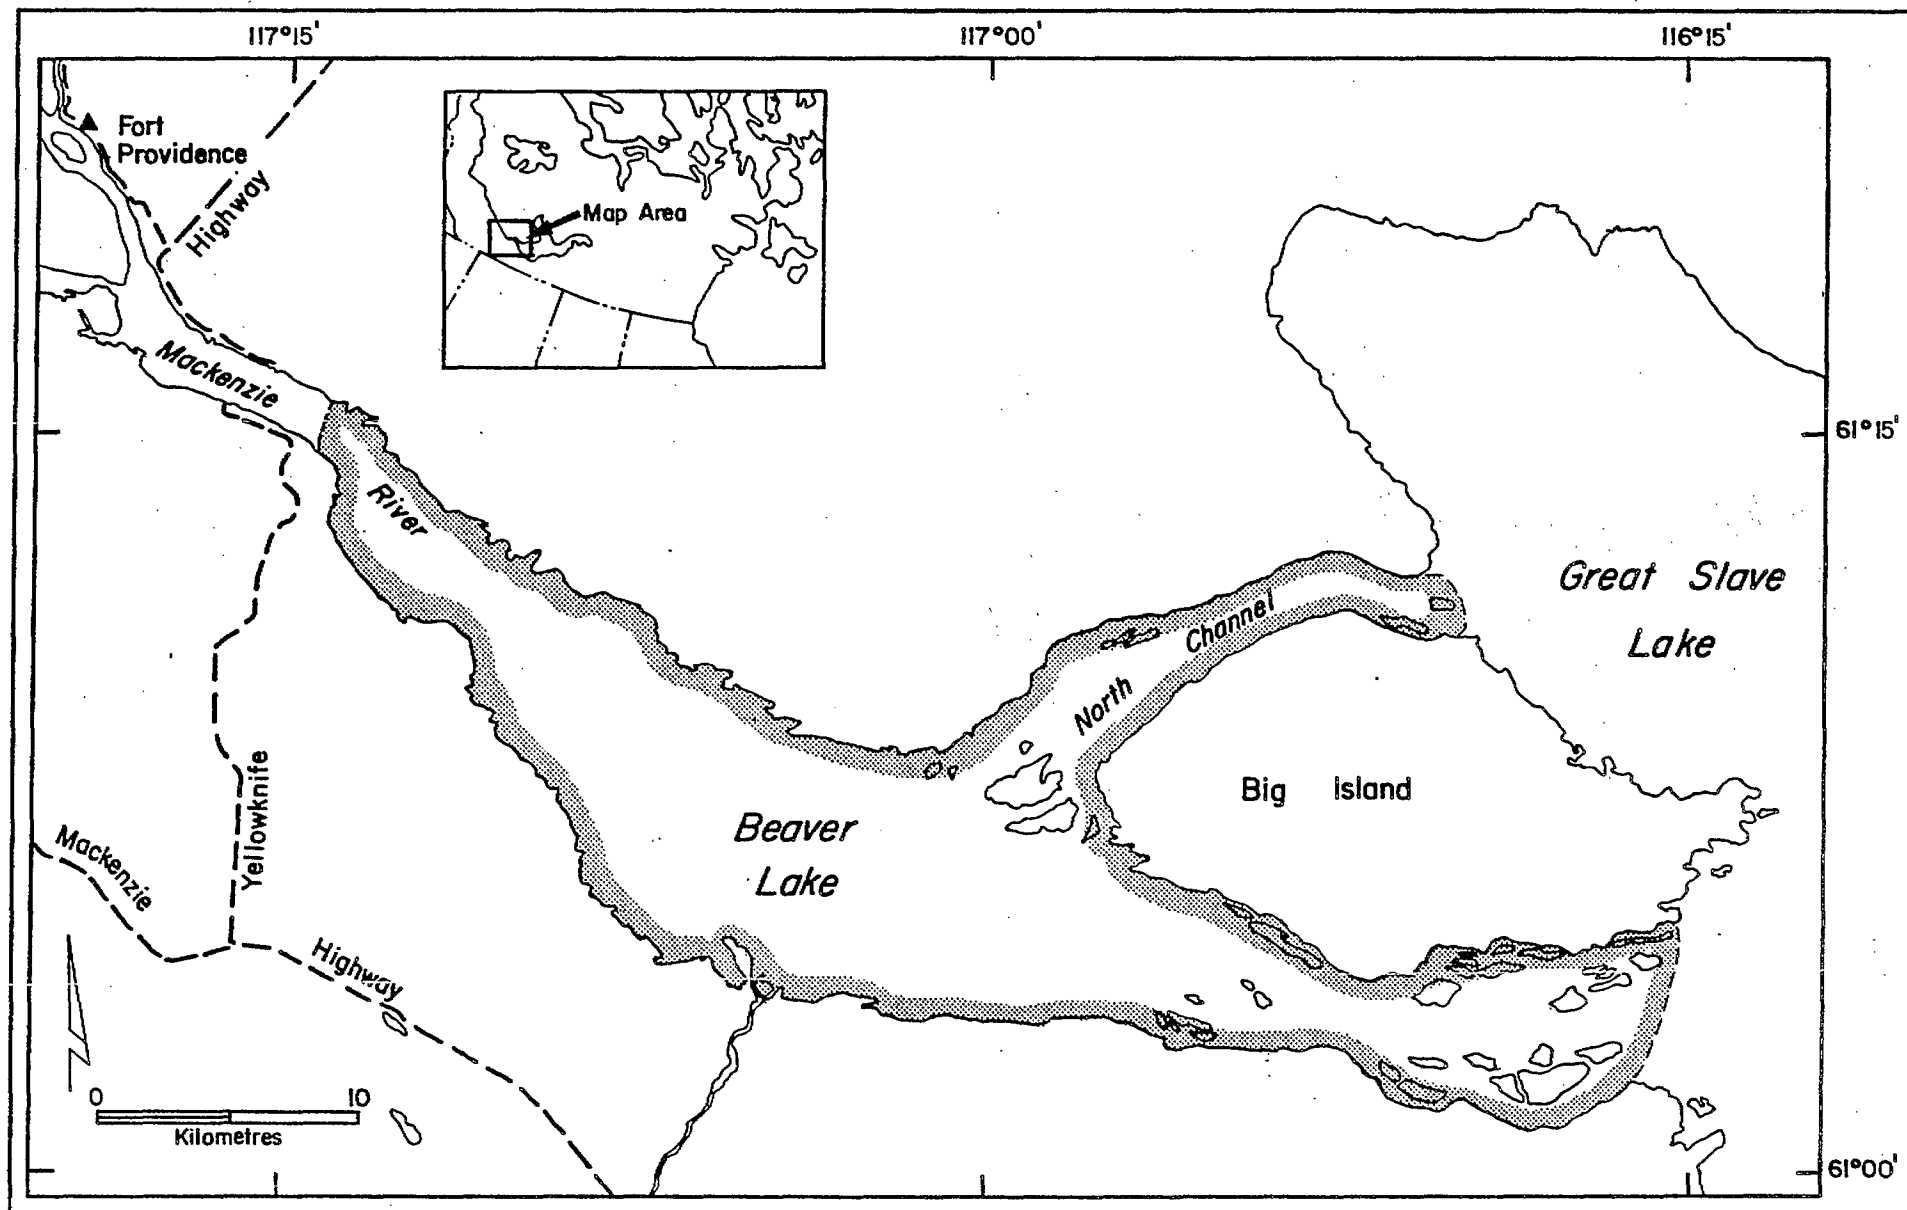 117°15'
117°00'
116°15'
Fort
Providence
Highway
Map Area
Mackenzie
River
61°15'
Great Slave
Lake
Channel
North
Big Island
Beaver
Lake
Yellowknife
Mackenzie
Highway
0 10
Kilometres
61°00'